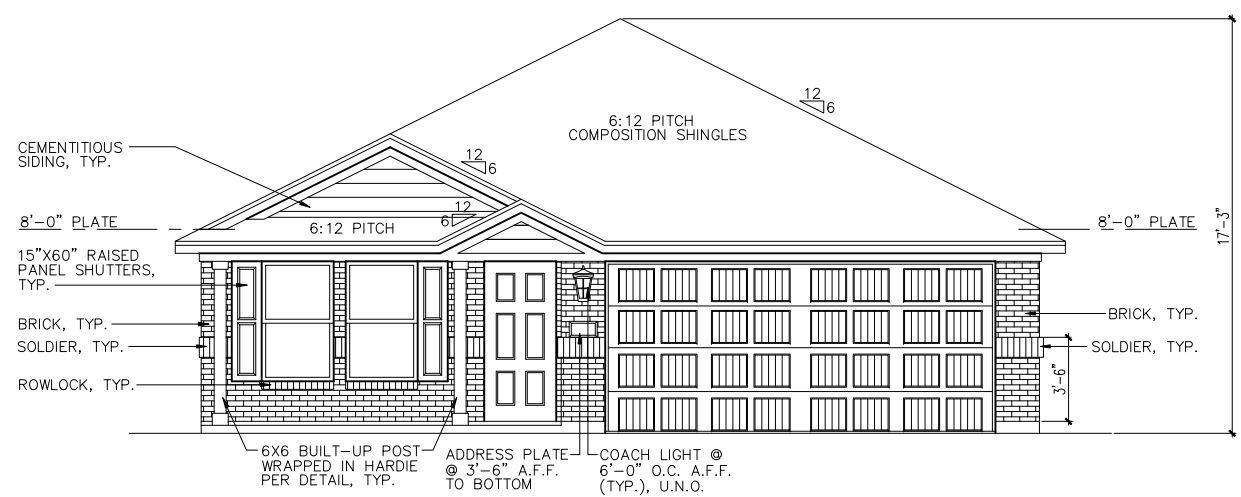 12
6
6:12 PITCH
COMPOSITION SHINGLES
17'-3"
CEMENTITIOUS
SIDING, TYP.
12
6
12
6
8'-0" PLATE
6:12 PITCH
8'-0" PLATE
15"X60" RAISED
PANEL SHUTTERS,
TYP.
BRICK, TYP.
SOLDIER, TYP.
ROWLOCK, TYP.
BRICK, TYP.
SOLDIER, TYP.
3'-6"
6X6 BUILT-UP POST
WRAPPED IN HARDIE
PER DETAIL, TYP.
ADDRESS PLATE
@ 3'-6" A.F.F.
TO BOTTOM
COACH LIGHT @
6'-0" O.C. A.F.F.
(TYP.), U.N.O.